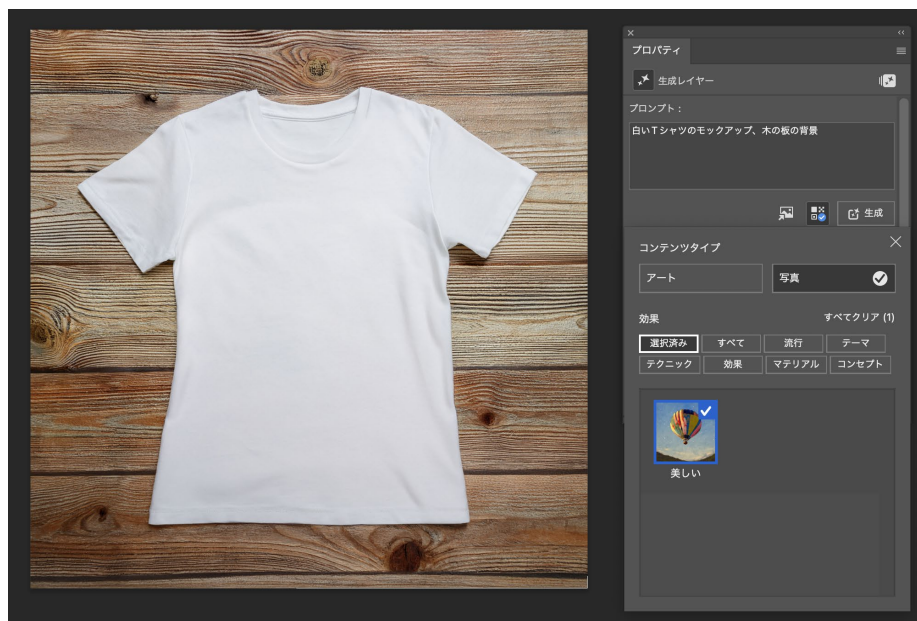 プロパティ
生成レイヤー
プロンプト：
白いTシャツのモックアップ、木の板の背景
生成
コンテンツタイプ
アート
写真
効果
すべてクリア (1)
選択済み
すべて
流行
テーマ
テクニック
効果
マテリアル
コンセプト
美しい